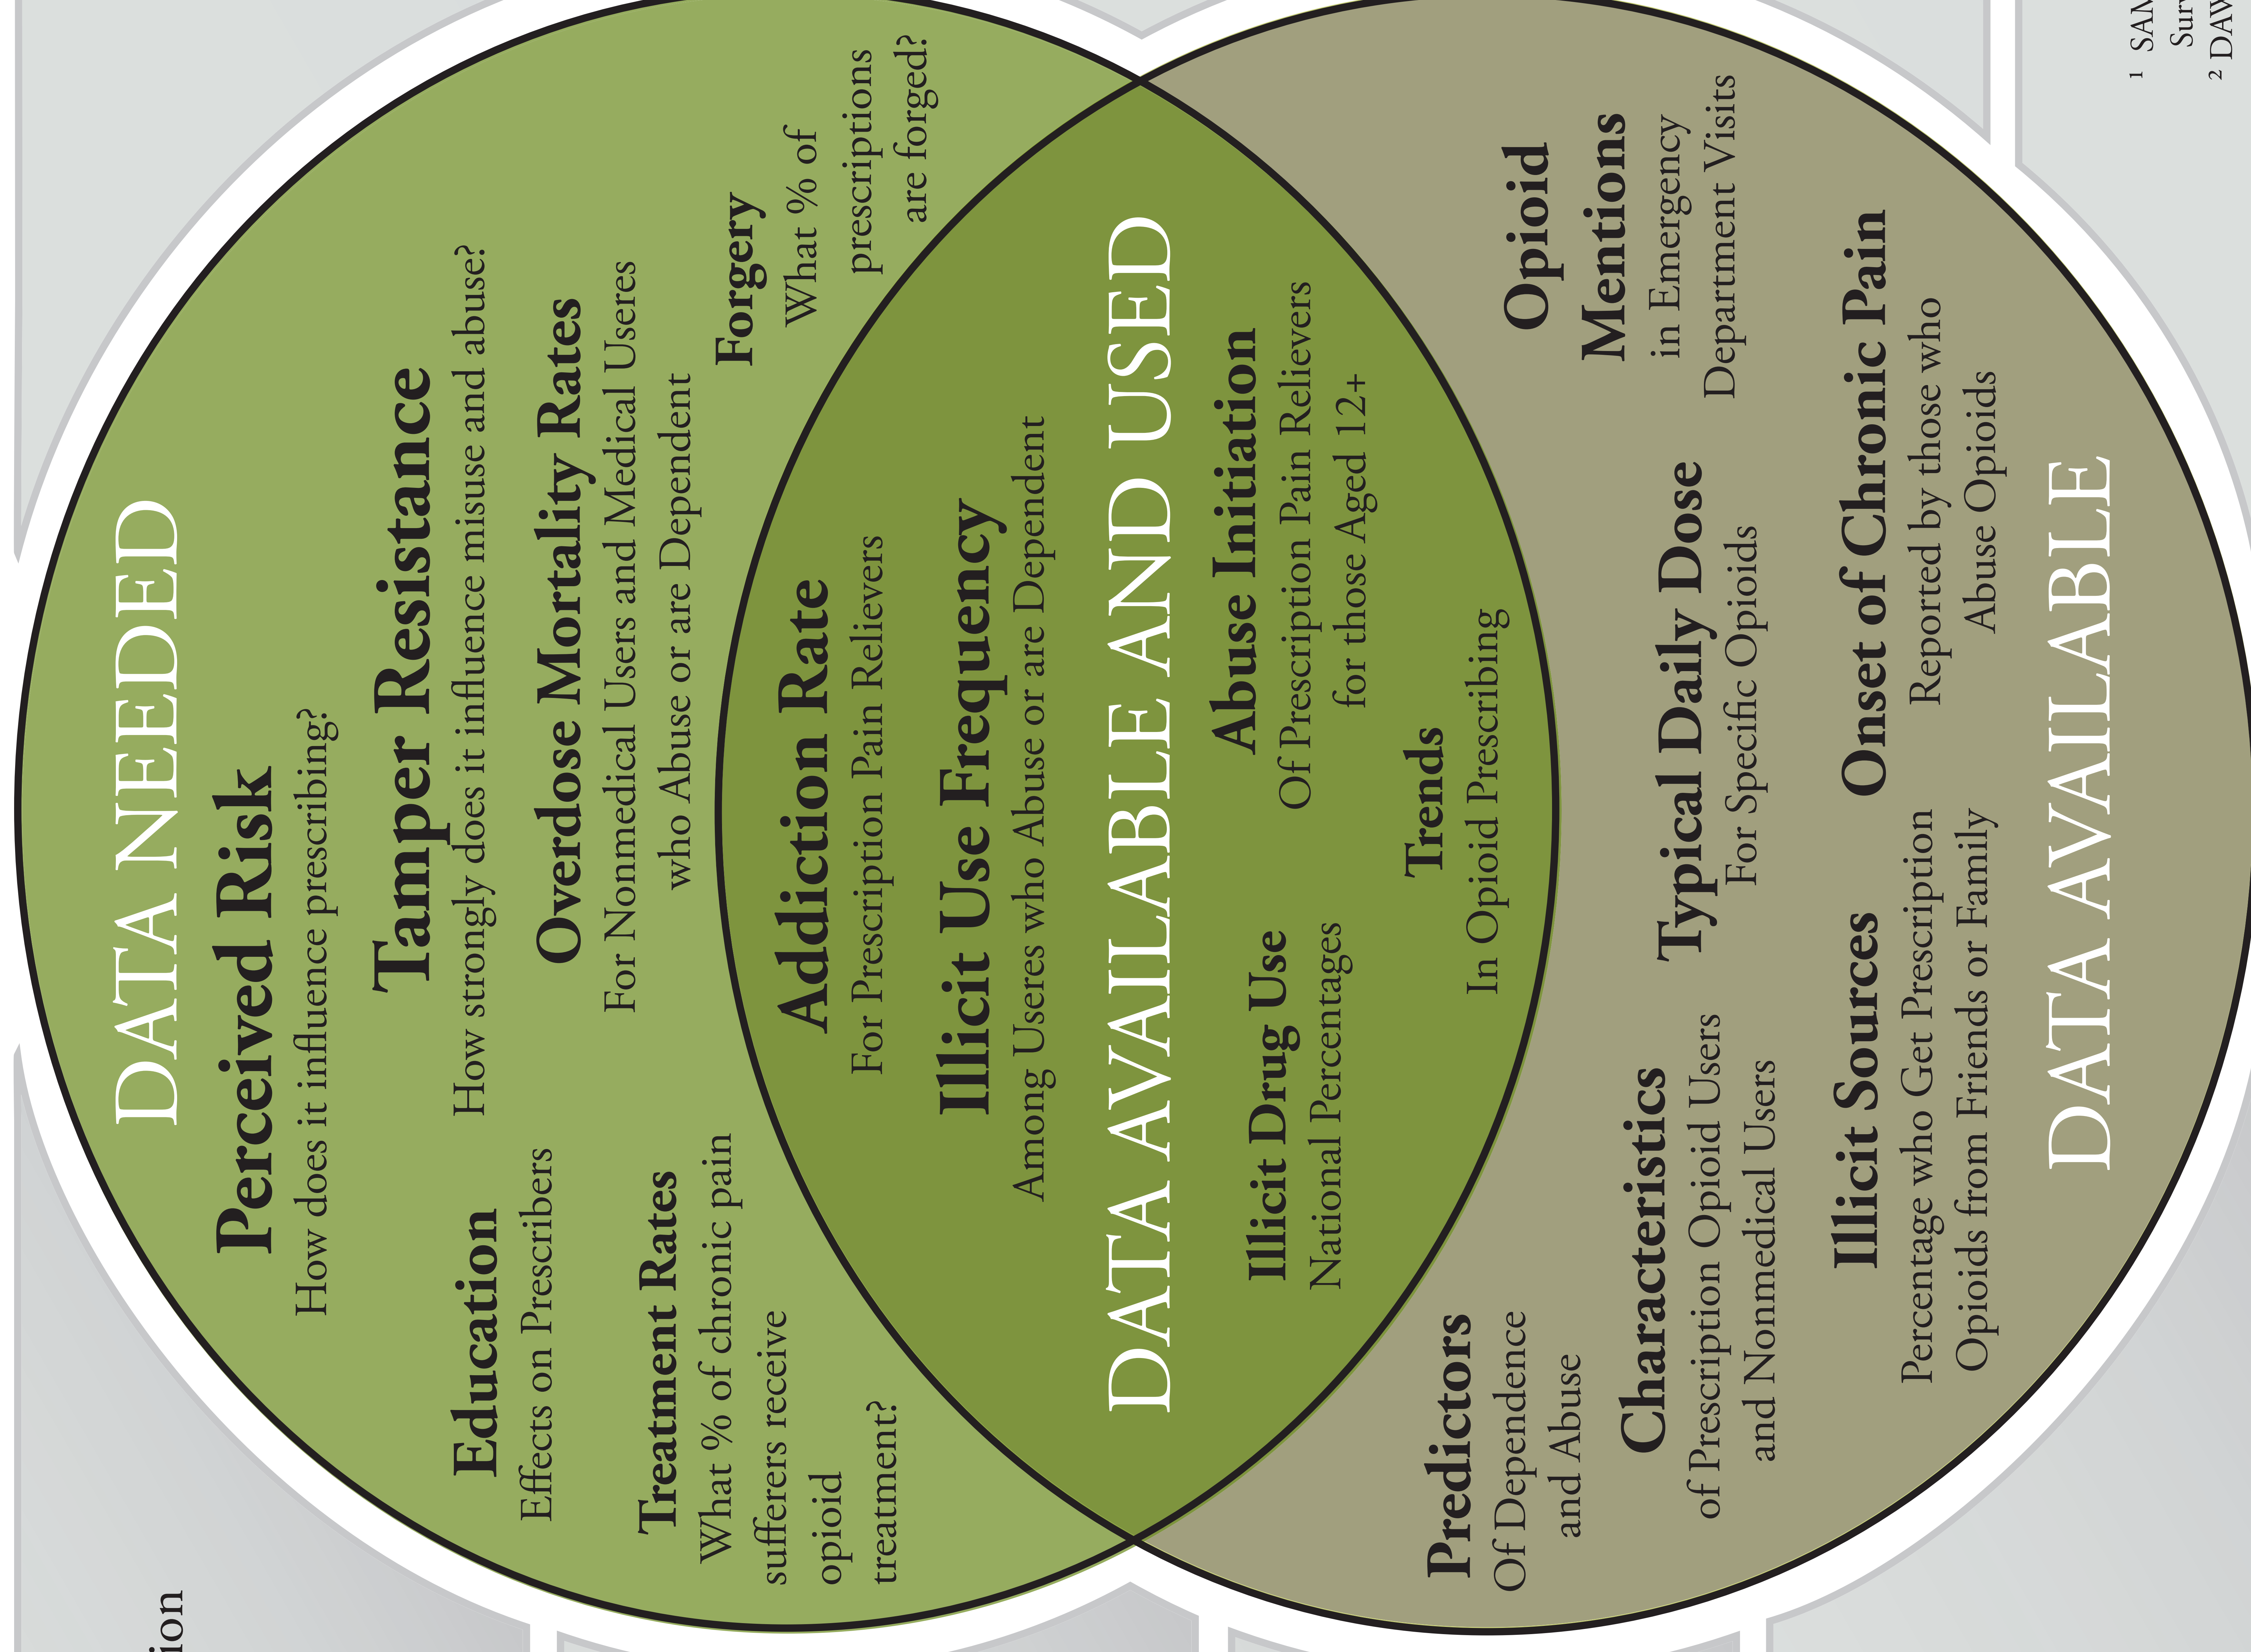 DATA NEEDED
Perceived Risk
How does it influence prescribing?
Tamper Resistance
How strongly does it influence misuse and abuse?
Education
Effects on Prescribers
Overdose Mortality Rates
For Nonmedical Users and Medical Useres
who Abuse or are Dependent
Treatment Rates
What % of chronic pain
sufferers receive
opioid
treatment?
Forgery
What % of
prescriptions
are forged?
Addiction Rate
For Prescription Pain Relievers
Illicit Use Frequency
Among Useres who Abuse or are Dependent
DATA AVAILABLE AND USED
Abuse Initiation
Of Prescription Pain Relievers
for those Aged 12+
Illicit Drug Use
National Percentages
Trends
In Opioid Prescribing
Predictors
Of Dependence
and Abuse
Opioid
Mentions
in Emergency
Department Visits
Characteristics
of Prescription Opioid Users
and Nonmedical Users
Typical Daily Dose
For Specific Opioids
Illicit Sources
Percentage who Get Prescription
Opioids from Friends or Family
Onset of Chronic Pain
Reported by those who
Abuse Opioids
DATA AVAILABLE
ion
1 SAM
Surv
2 DAW